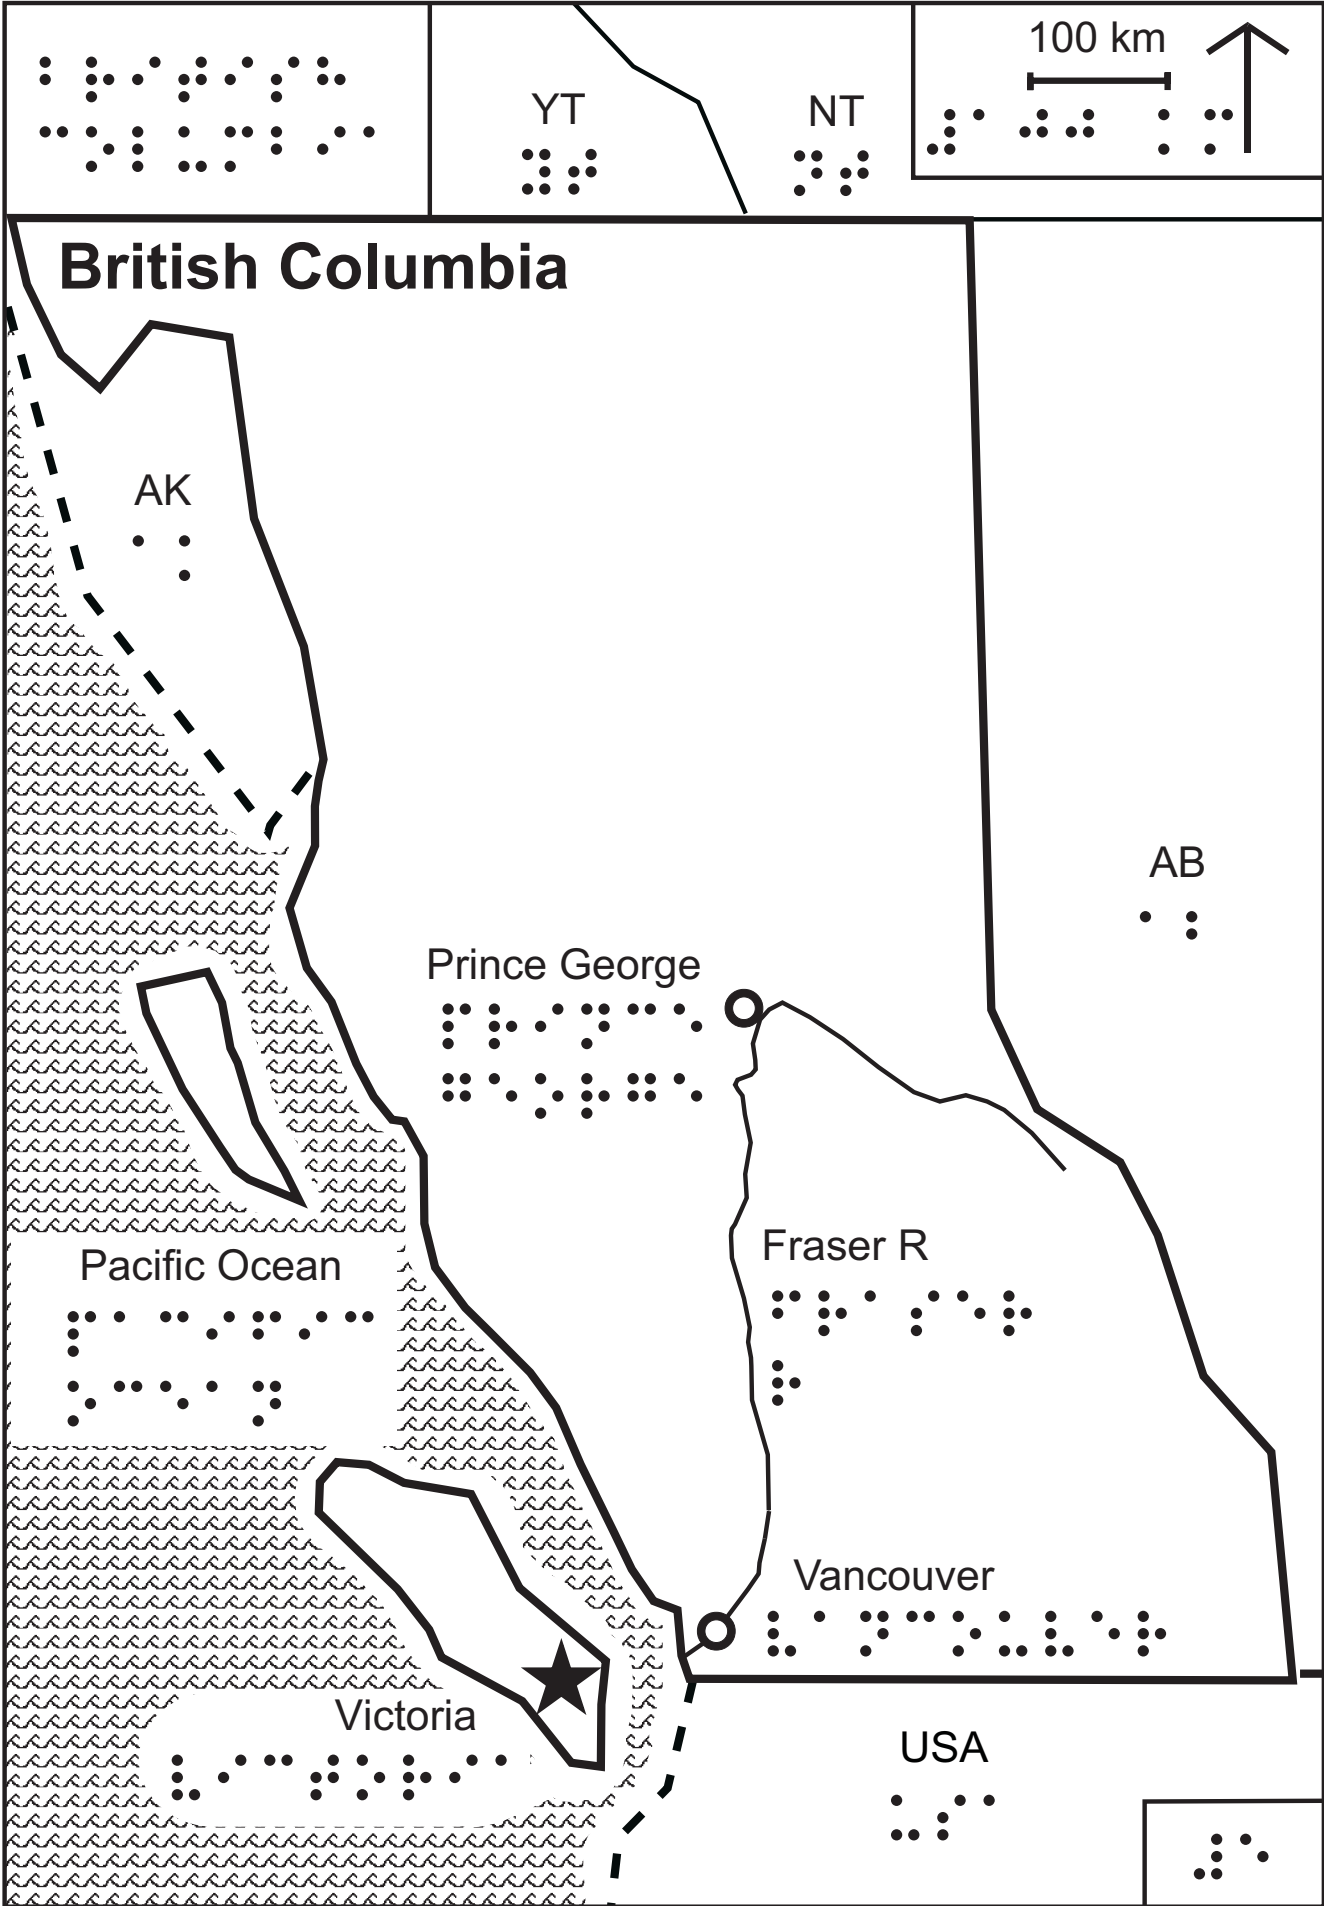 ⠃⠗⠊⠞⠊⠎⠓
⠉⠕⠇⠥⠍⠃⠊⠁
YT
⠽⠞
NT
⠝⠞
100 km
⠼⠁⠚⠚ ⠅⠍
British Columbia
AK
⠁⠅
AB
⠁⠃
Prince George
⠏⠗⠊⠝⠉⠑
⠛⠑⠕⠗⠛⠑
Fraser R
⠋⠗⠁⠎⠑⠗
⠗
Pacific Ocean
⠏⠁⠉⠊⠋⠊⠉
⠕⠉⠑⠁⠝
Vancouver
⠧⠁⠝⠉⠕⠥⠧⠑⠗
Victoria
⠧⠊⠉⠞⠕⠗⠊⠁
USA
⠥⠎⠁
⠼⠑